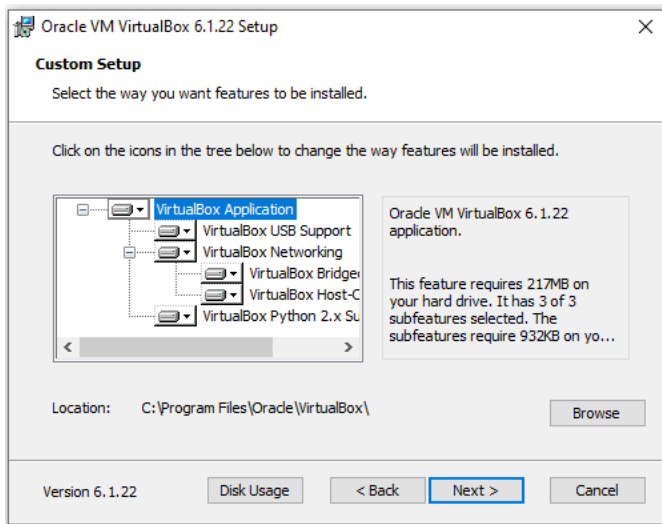 Oracle VM VirtualBox 6.1.22 Setup
Custom Setup
Select the way you want features to be installed.
Click on the icons in the tree below to change the way features will be installed.
VirtualBox Application
VirtualBox USB Support
VirtualBox Networking
VirtualBox Bridge
VirtualBox Host-C
VirtualBox Python 2.x Su
Oracle VM VirtualBox 6.1.22
application.
This feature requires 217MB on
your hard drive. It has 3 of 3
subfeatures selected. The
subfeatures require 932KB on yo...
Location: C:\Program Files\Oracle\VirtualBox\
Browse
Version 6.1.22
Disk Usage
< Back
Next >
Cancel